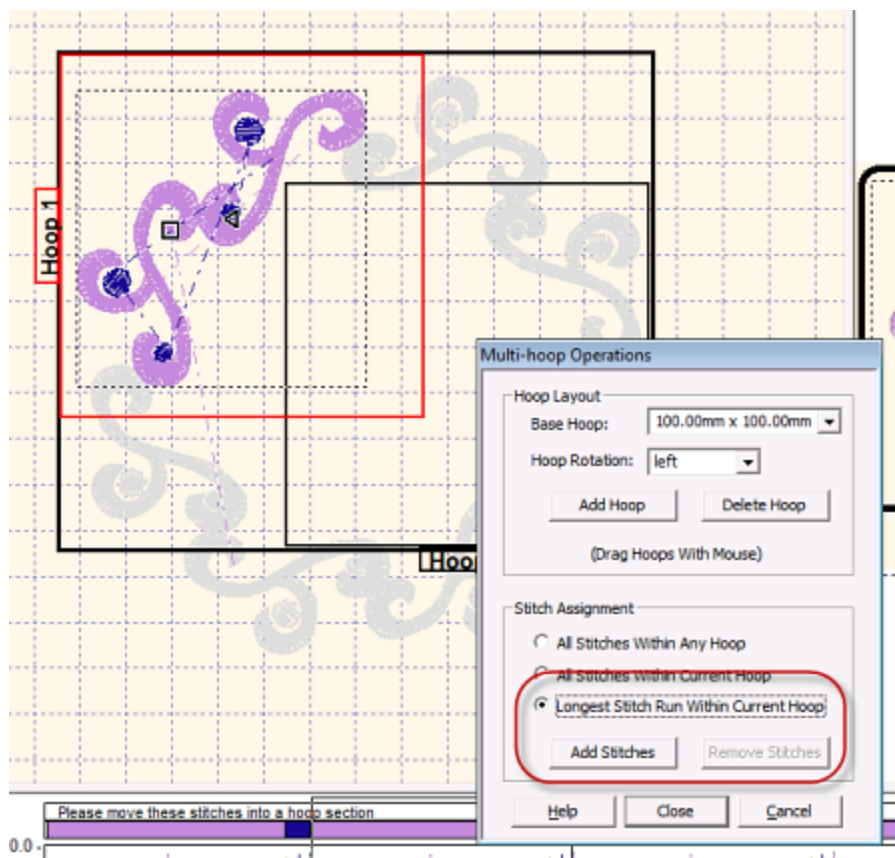 Hoop 1
Multi-hoop Operations
Hoop Layout
Base Hoop: 100.00mm x 100.00mm
Hoop Rotation: left
Add Hoop Delete Hoop
(Drag Hoops With Mouse)
Hoo
Stitch Assignment
All Stitches Within Any Hoop
All Stitches Within Current Hoop
Longest Stitch Run Within Current Hoop
Add Stitches Remove Stitches
Help Close Cancel
Please move these stitches into a hoop section
0.0